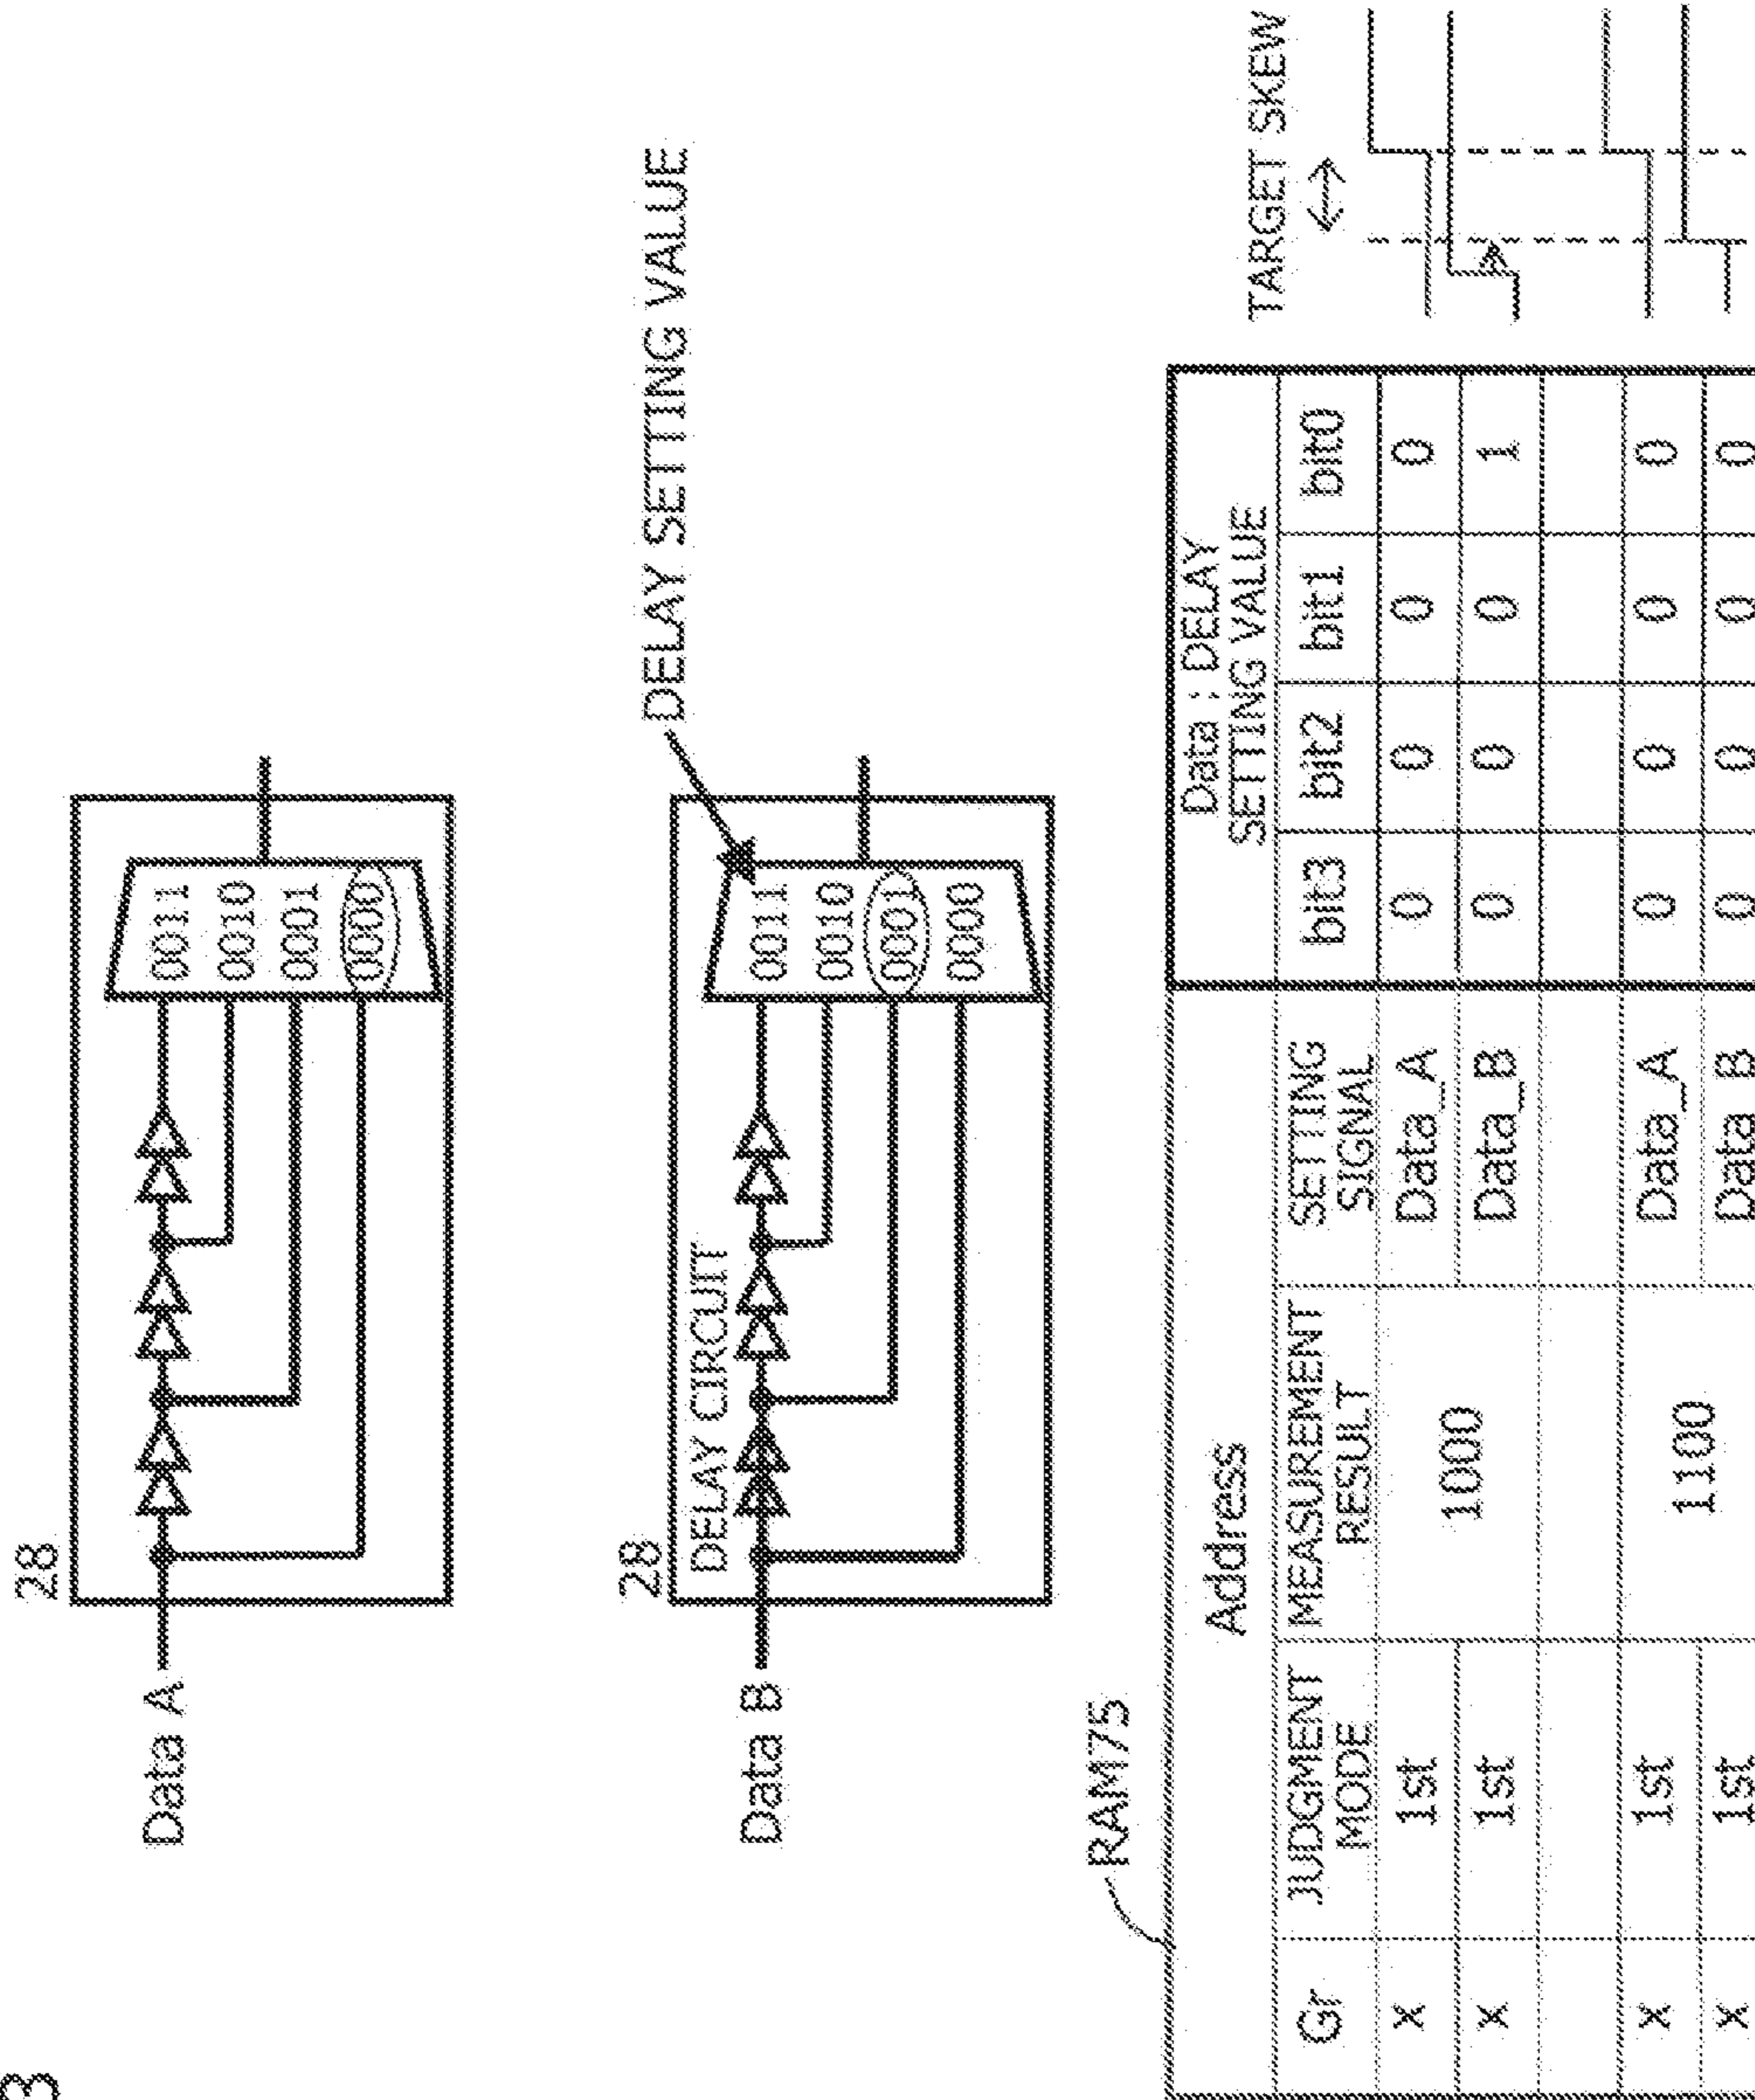 3
28
Data A
0011
0010
0001
0000
28
DELAY CIRCUIT
Data B
0011
0010
0001
0000
DELAY SETTING VALUE
RAM75
Address
Data : DELAY
SETTING VALUE
TARGET SKEW
Gr
JUDGMENT
MODE
MEASUREMENT
RESULT
SETTING
SIGNAL
bit3 bit2 bit1 bit0
x 1st 1000 Data_A 0 0 0 0
x 1st Data_B 0 0 0 1
x 1st 1100 Data_A 0 0 0 0
x 1st Data_B 0 0 0 0